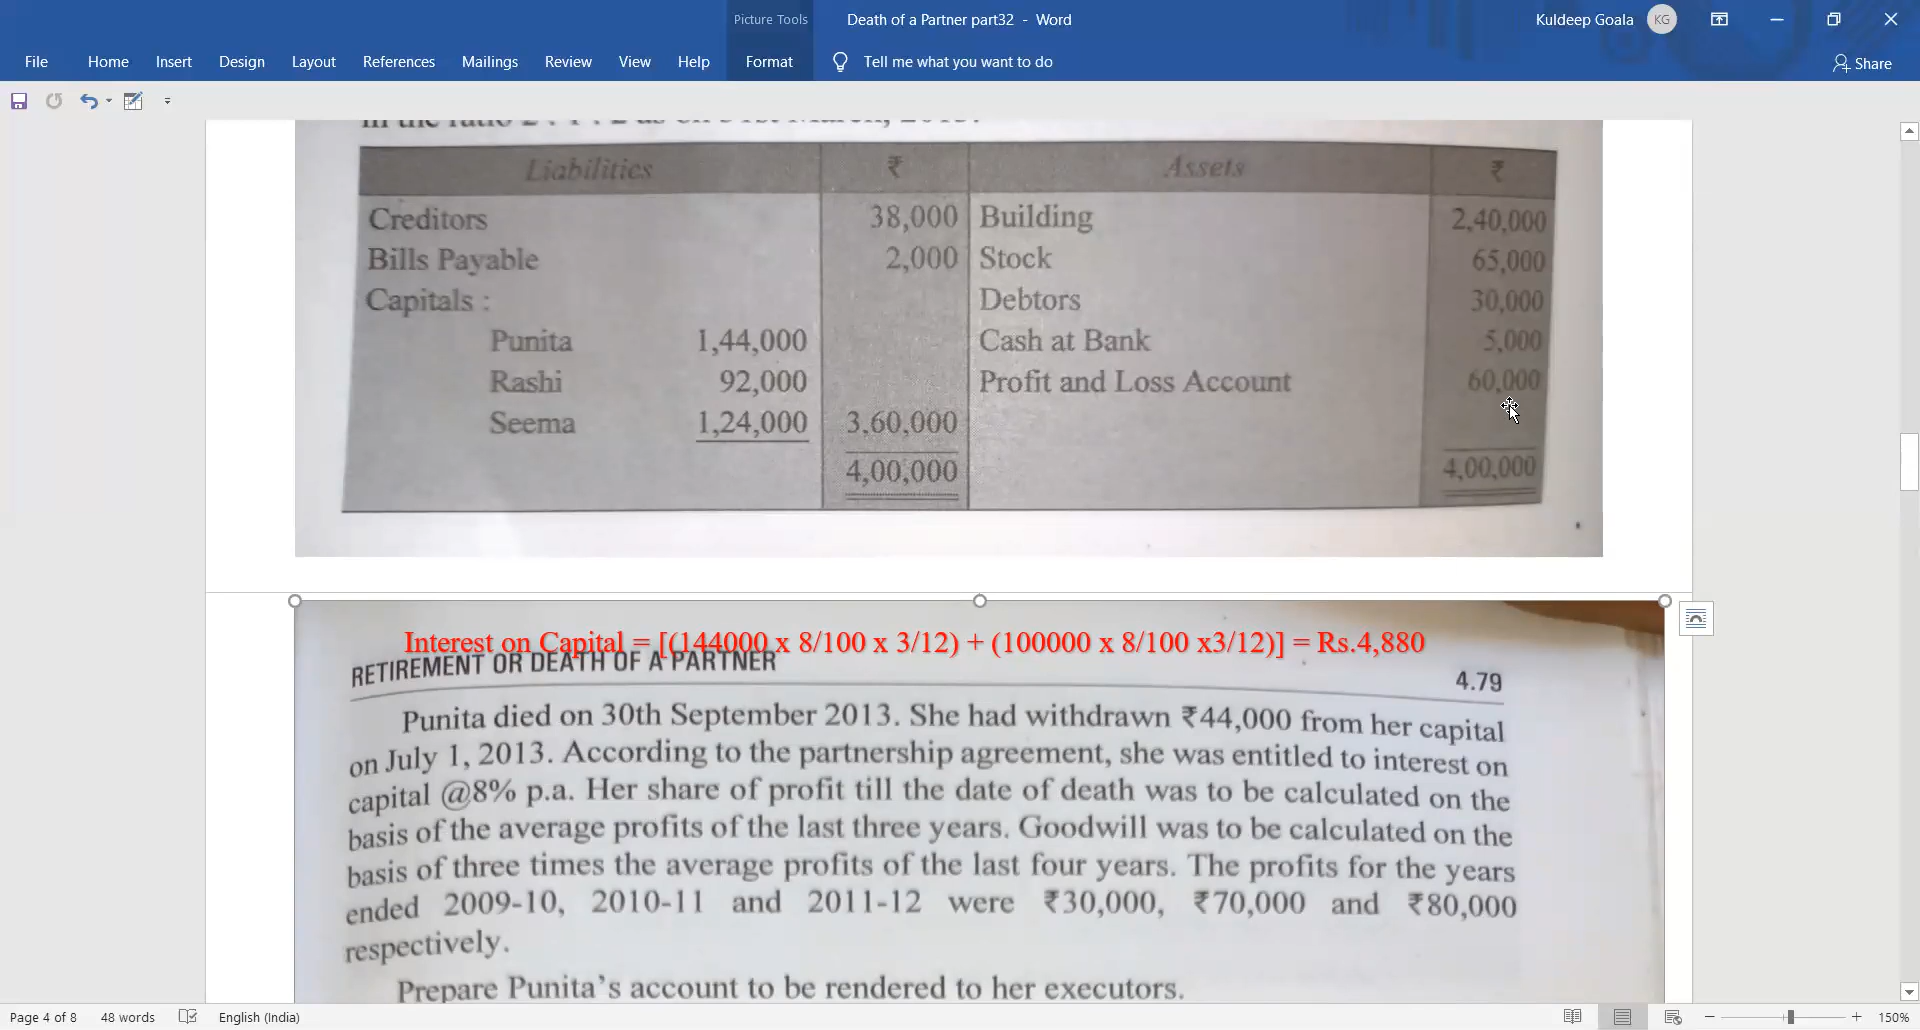 Picture Tools
Death of a Partner part32 - Word
Kuldeep Goala
KG
File Home Insert Design Layout References Mailings Review View Help Format Tell me what you want to do
Share
in the ratio 2 : 1 : 2 as on 31st March, 2013.
Liabilities ₹ Assets ₹
Creditors 38,000 Building 2,40,000
Bills Payable 2,000 Stock 65,000
Capitals : Debtors 30,000
Punita 1,44,000 Cash at Bank 5,000
Rashi 92,000 Profit and Loss Account 60,000
Seema 1,24,000 3,60,000
4,00,000 4,00,000
Interest on Capital = [(144000 x 8/100 x 3/12) + (100000 x 8/100 x3/12)] = Rs.4,880
RETIREMENT OR DEATH OF A PARTNER 4.79
Punita died on 30th September 2013. She had withdrawn ₹44,000 from her capital
on July 1, 2013. According to the partnership agreement, she was entitled to interest on
capital @8% p.a. Her share of profit till the date of death was to be calculated on the
basis of the average profits of the last three years. Goodwill was to be calculated on the
basis of three times the average profits of the last four years. The profits for the years
ended 2009-10, 2010-11 and 2011-12 were ₹30,000, ₹70,000 and ₹80,000
respectively.
Prepare Punita's account to be rendered to her executors.
Page 4 of 8 48 words English (India) 150%